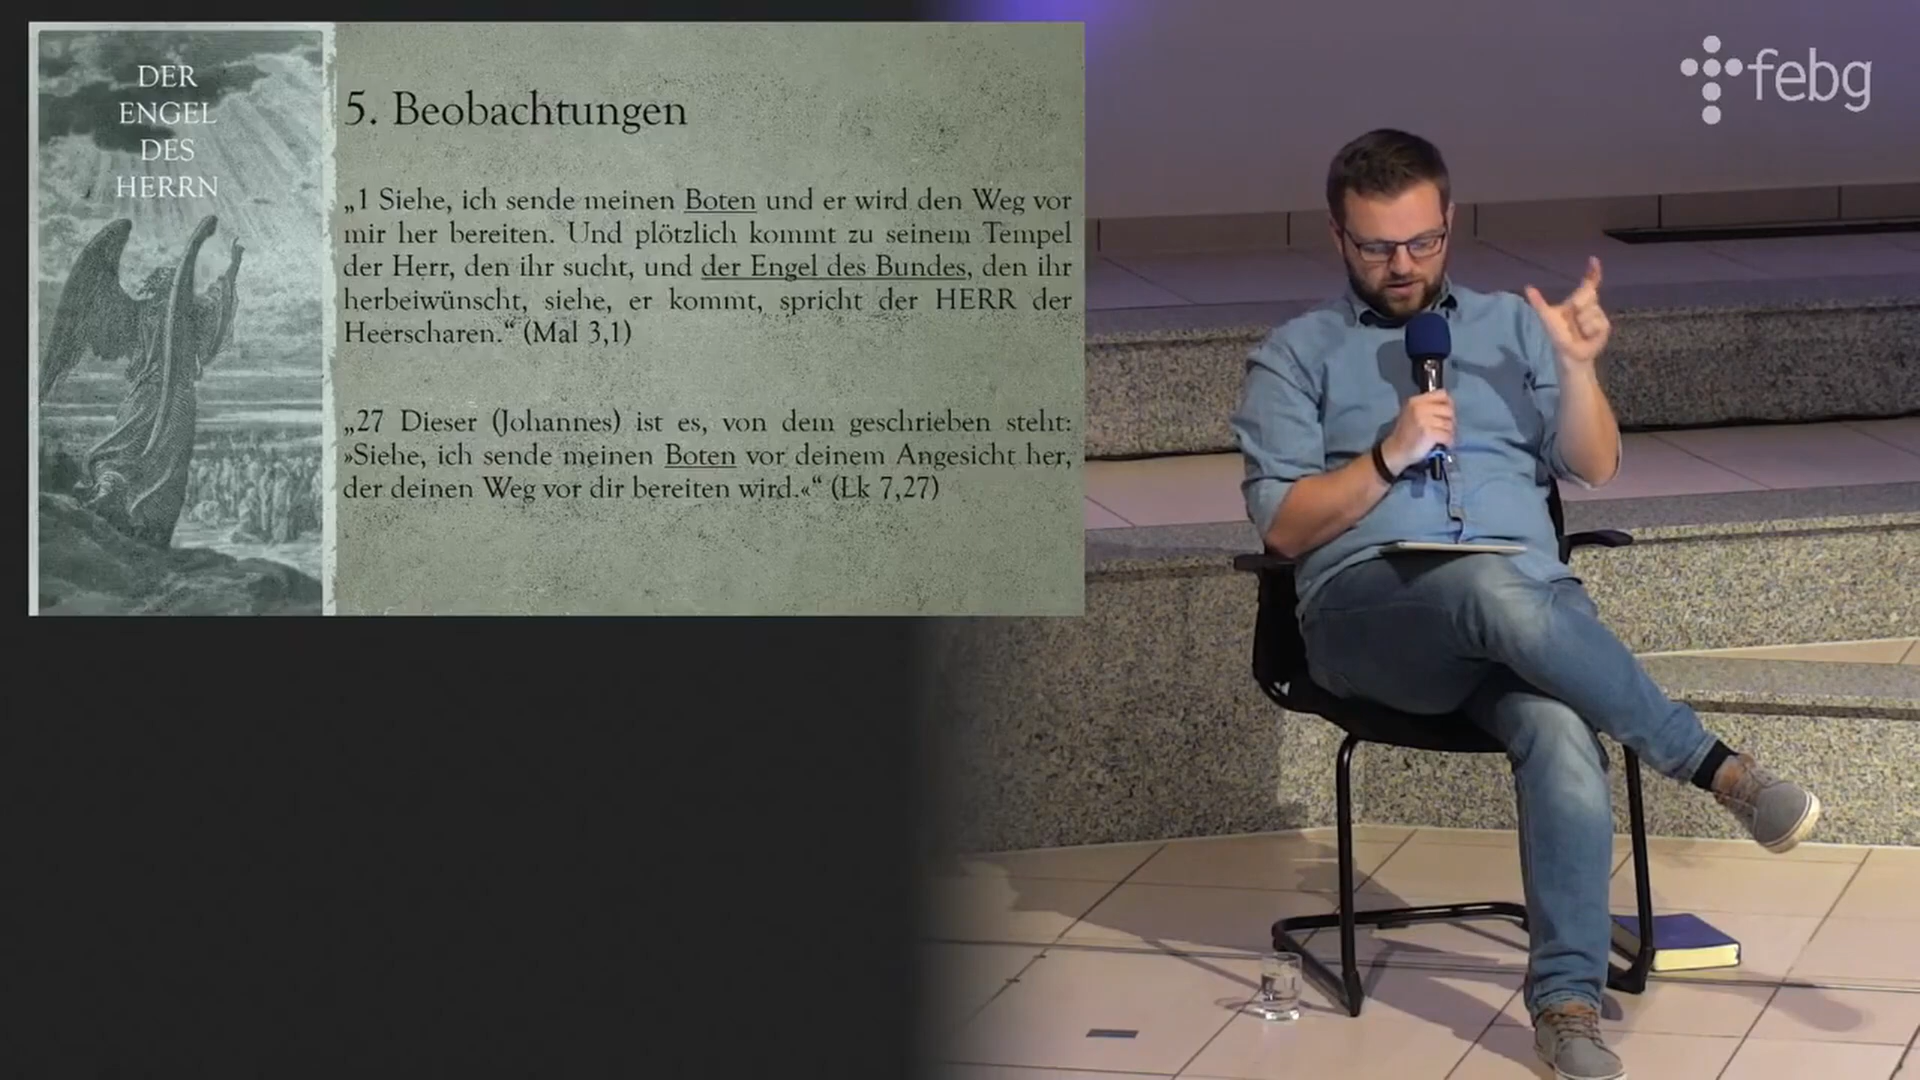 DER
ENGEL
DES
HERRN
5. Beobachtungen
„1 Siehe, ich sende meinen Boten und er wird den Weg vor
mir her bereiten. Und plötzlich kommt zu seinem Tempel
der Herr, den ihr sucht, und der Engel des Bundes, den ihr
herbeiwünscht, siehe, er kommt, spricht der HERR der
Heerscharen.“ (Mal 3,1)
„27 Dieser (Johannes) ist es, von dem geschrieben steht:
»Siehe, ich sende meinen Boten vor deinem Angesicht her,
der deinen Weg vor dir bereiten wird.«“ (Lk 7,27)
febg